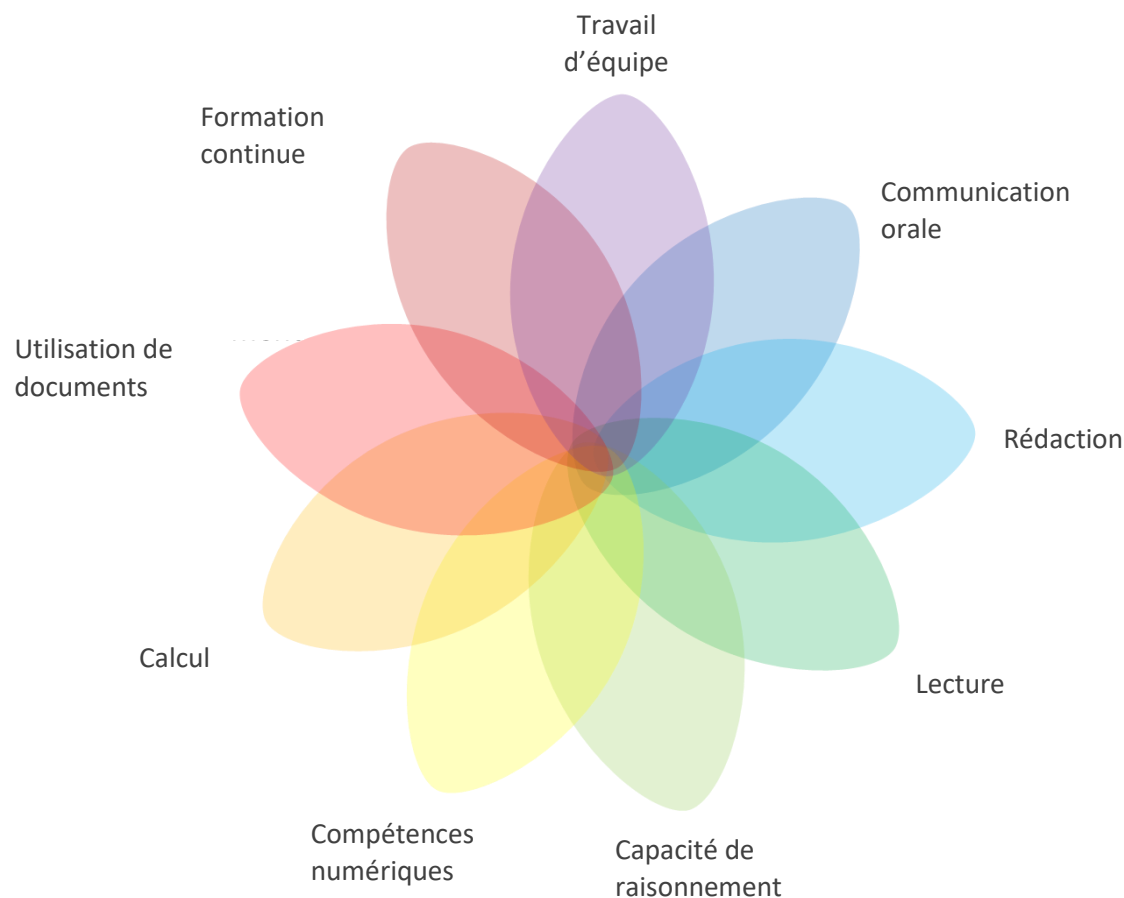 Travail
d’équipe
Communication
orale
Rédaction
Lecture
Capacité de
raisonnement
Compétences
numériques
Calcul
Utilisation de
documents
Formation
continue